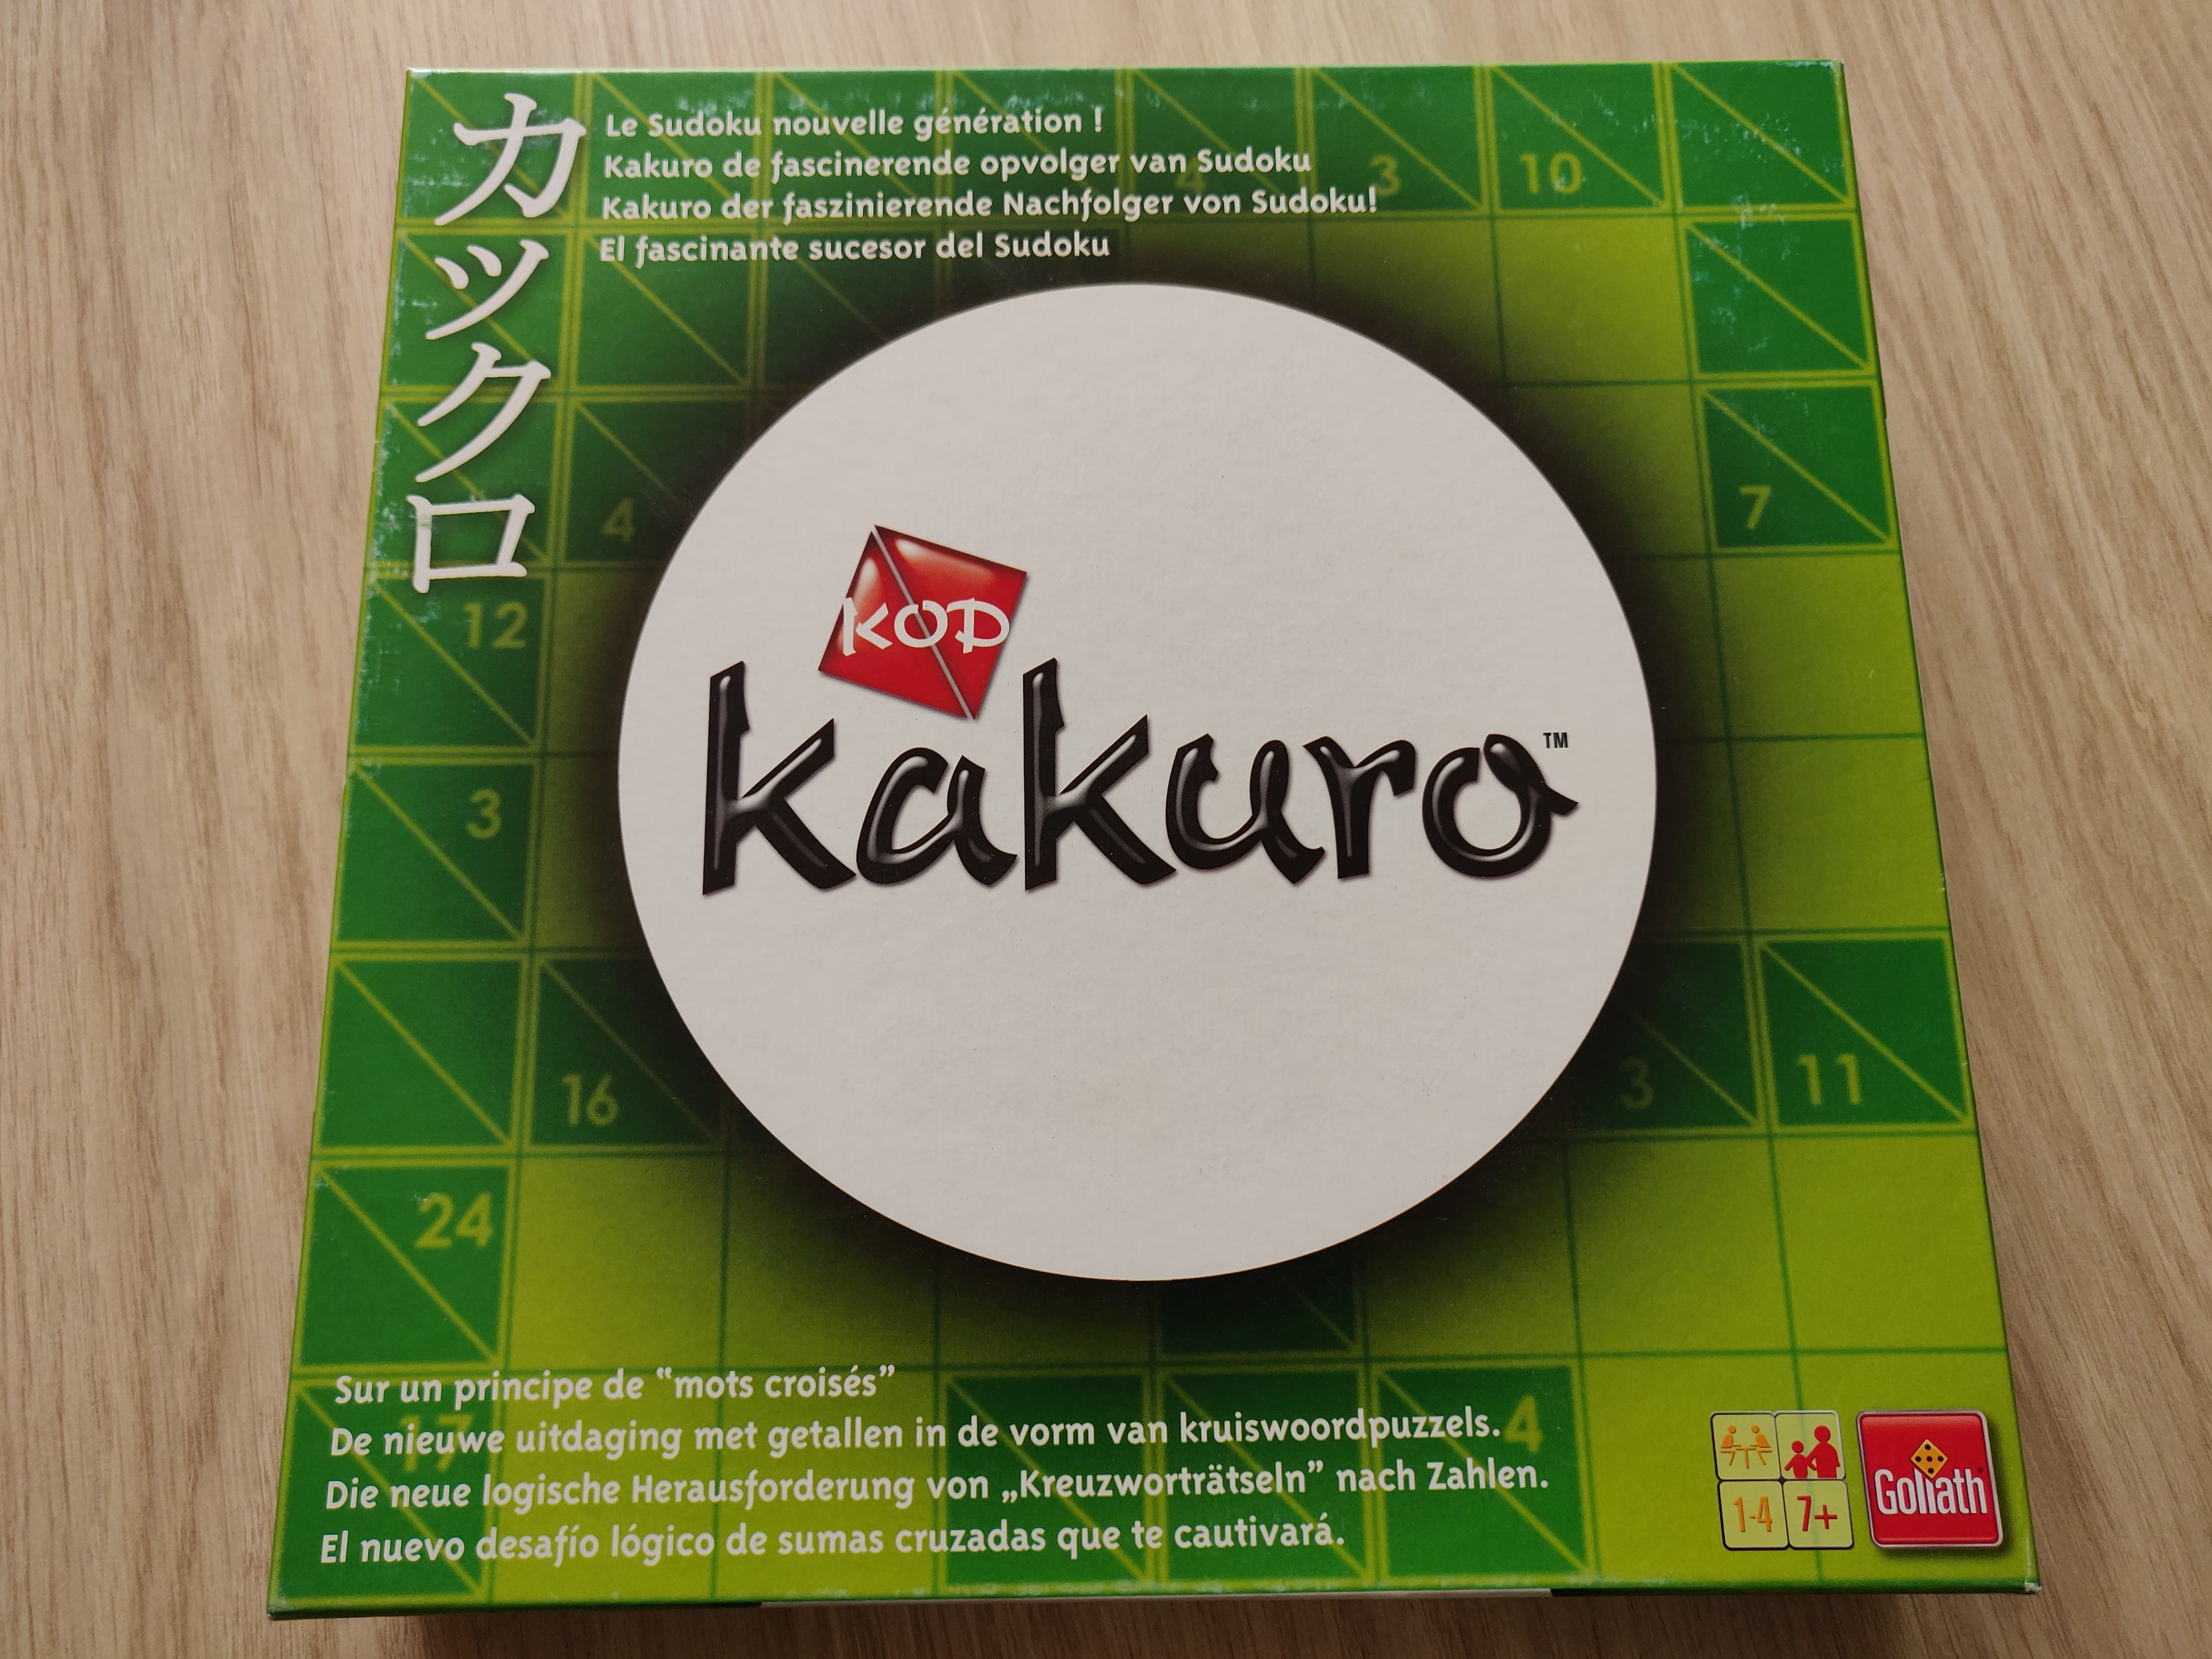 カックロ
Le Sudoku nouvelle génération !
Kakuro de fascinerende opvolger van Sudoku
Kakuro der faszinierende Nachfolger von Sudoku!
El fascinante sucesor del Sudoku
4 3 10
4 7
12
KOD
kakuro™
3
16 3 11
24
Sur un principe de “mots croisés”
17 4
De nieuwe uitdaging met getallen in de vorm van kruiswoordpuzzels.
Die neue logische Herausforderung von „Kreuzworträtseln” nach Zahlen.
El nuevo desafío lógico de sumas cruzadas que te cautivará.
1-4 7+
Goliath